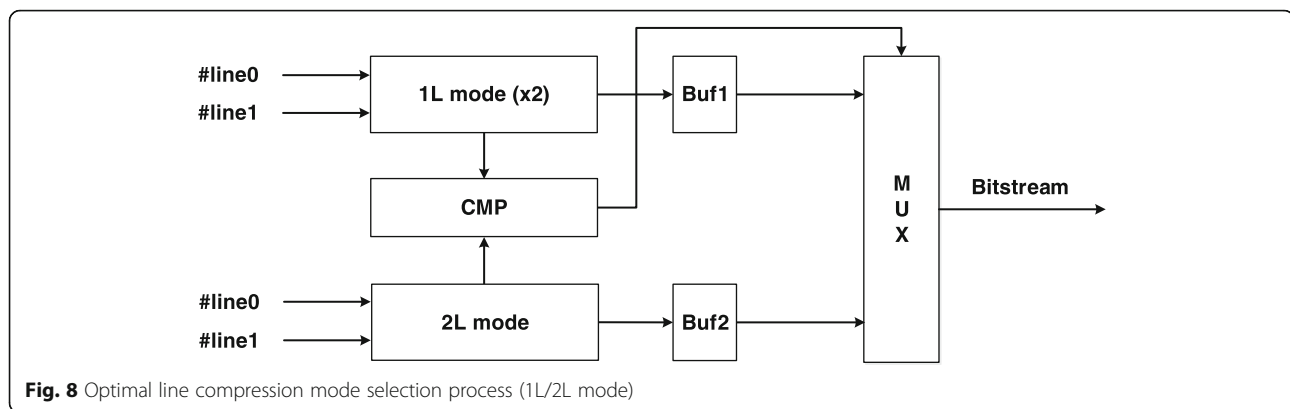 #line0
#line1
1L mode (x2)
Buf1
CMP
#line0
#line1
2L mode
Buf2
M
U
X
Bitstream
Fig. 8 Optimal line compression mode selection process (1L/2L mode)